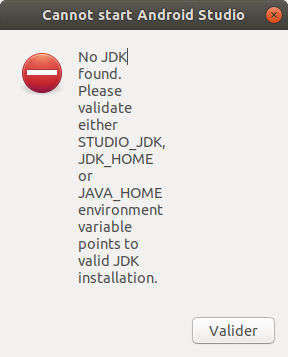 Cannot start Android Studio
No JDK
found.
Please
validate
either
STUDIO_JDK,
JDK_HOME
or
JAVA_HOME
environment
variable
points to
valid JDK
installation.
Valider